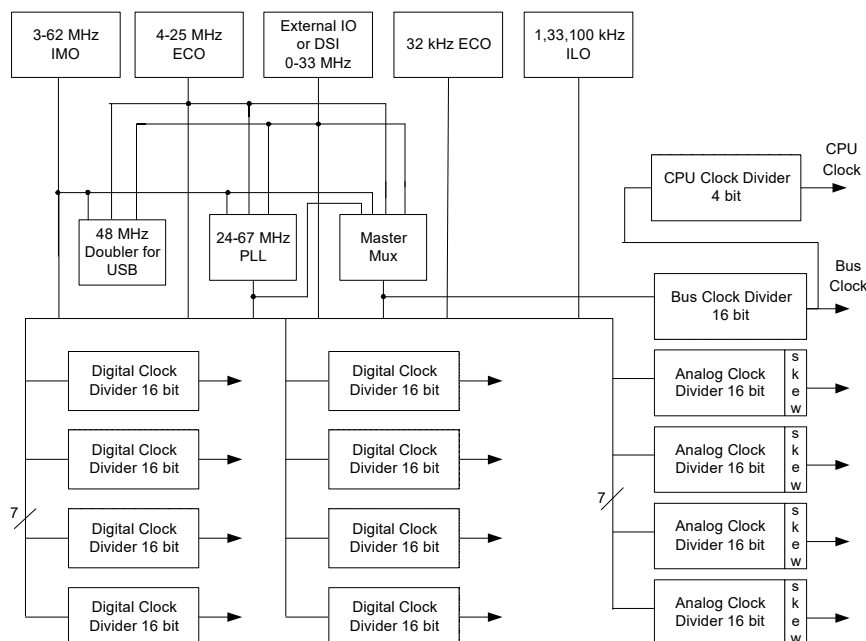 3-62 MHz
IMO
4-25 MHz
ECO
External IO
or DSI
0-33 MHz
32 kHz ECO
1,33,100 kHz
ILO
CPU
Clock
CPU Clock Divider
4 bit
48 MHz
Doubler for
USB
24-67 MHz
PLL
Master
Mux
Bus
Clock
Bus Clock Divider
16 bit
Digital Clock
Divider 16 bit
Digital Clock
Divider 16 bit
Analog Clock
Divider 16 bit
s
k
e
w
Digital Clock
Divider 16 bit
Digital Clock
Divider 16 bit
Analog Clock
Divider 16 bit
s
k
e
w
7
7
Digital Clock
Divider 16 bit
Digital Clock
Divider 16 bit
Analog Clock
Divider 16 bit
s
k
e
w
Digital Clock
Divider 16 bit
Digital Clock
Divider 16 bit
Analog Clock
Divider 16 bit
s
k
e
w